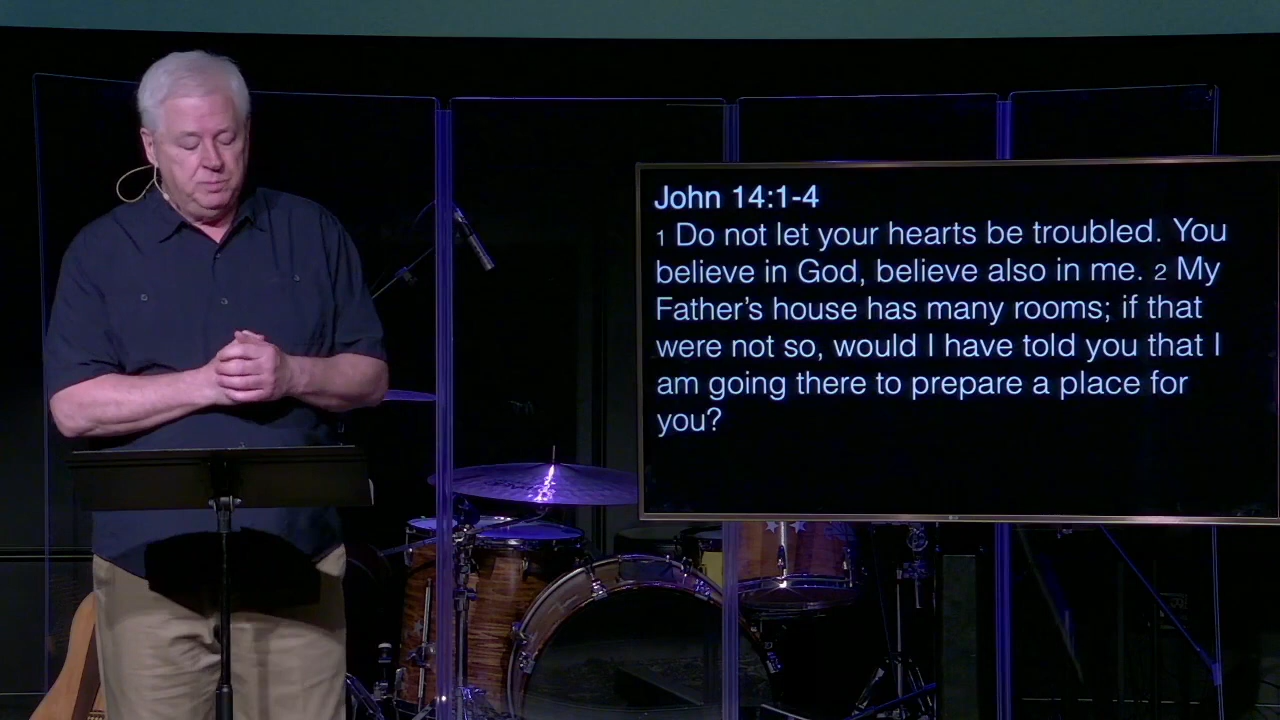 John 14:1-4
1 Do not let your hearts be troubled. You
believe in God, believe also in me. 2 My
Father's house has many rooms; if that
were not so, would I have told you that I
am going there to prepare a place for
you?